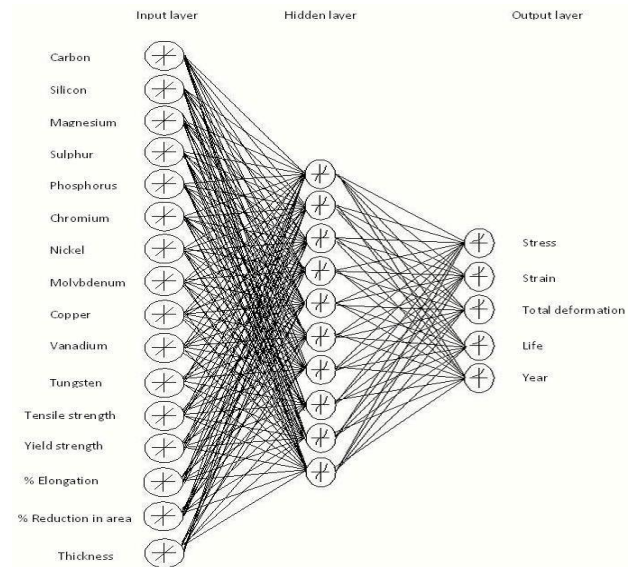 Input layer
Hidden layer
Output layer
Carbon
Silicon
Magnesium
Sulphur
Phosphorus
Chromium
Nickel
Molvbdenum
Copper
Vanadium
Tungsten
Tensile strength
Yield strength
% Elongation
% Reduction in area
Thickness
Stress
Strain
Total deformation
Life
Year